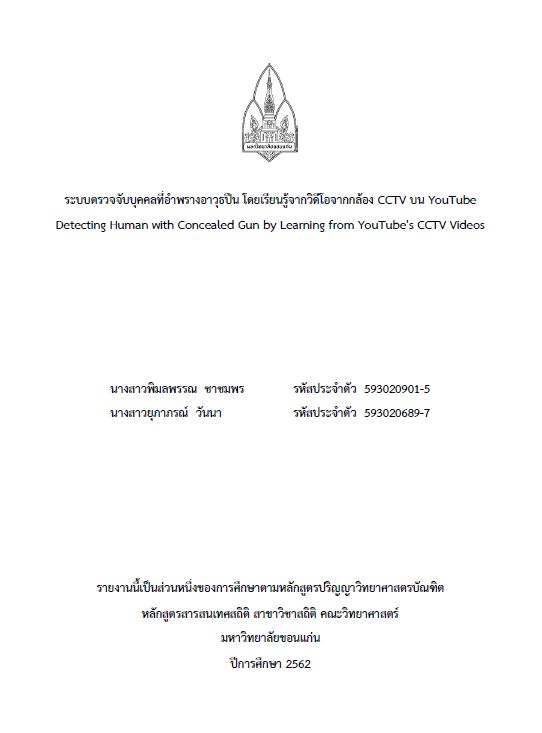 มหาวิทยาลัยขอนแก่น
ระบบตรวจจับบุคคลที่อำพรางอาวุธปืน โดยเรียนรู้จากวิดีโอจากกล้อง CCTV บน YouTube
Detecting Human with Concealed Gun by Learning from YouTube's CCTV Videos
นางสาวพิมลพรรณ ชาชมพร รหัสประจำตัว 593020901-5
นางสาวยุภาภรณ์ วันนา รหัสประจำตัว 593020689-7
รายงานนี้เป็นส่วนหนึ่งของการศึกษาตามหลักสูตรปริญญาวิทยาศาสตรบัณฑิต
หลักสูตรสารสนเทศสถิติ สาขาวิชาสถิติ คณะวิทยาศาสตร์
มหาวิทยาลัยขอนแก่น
ปีการศึกษา 2562